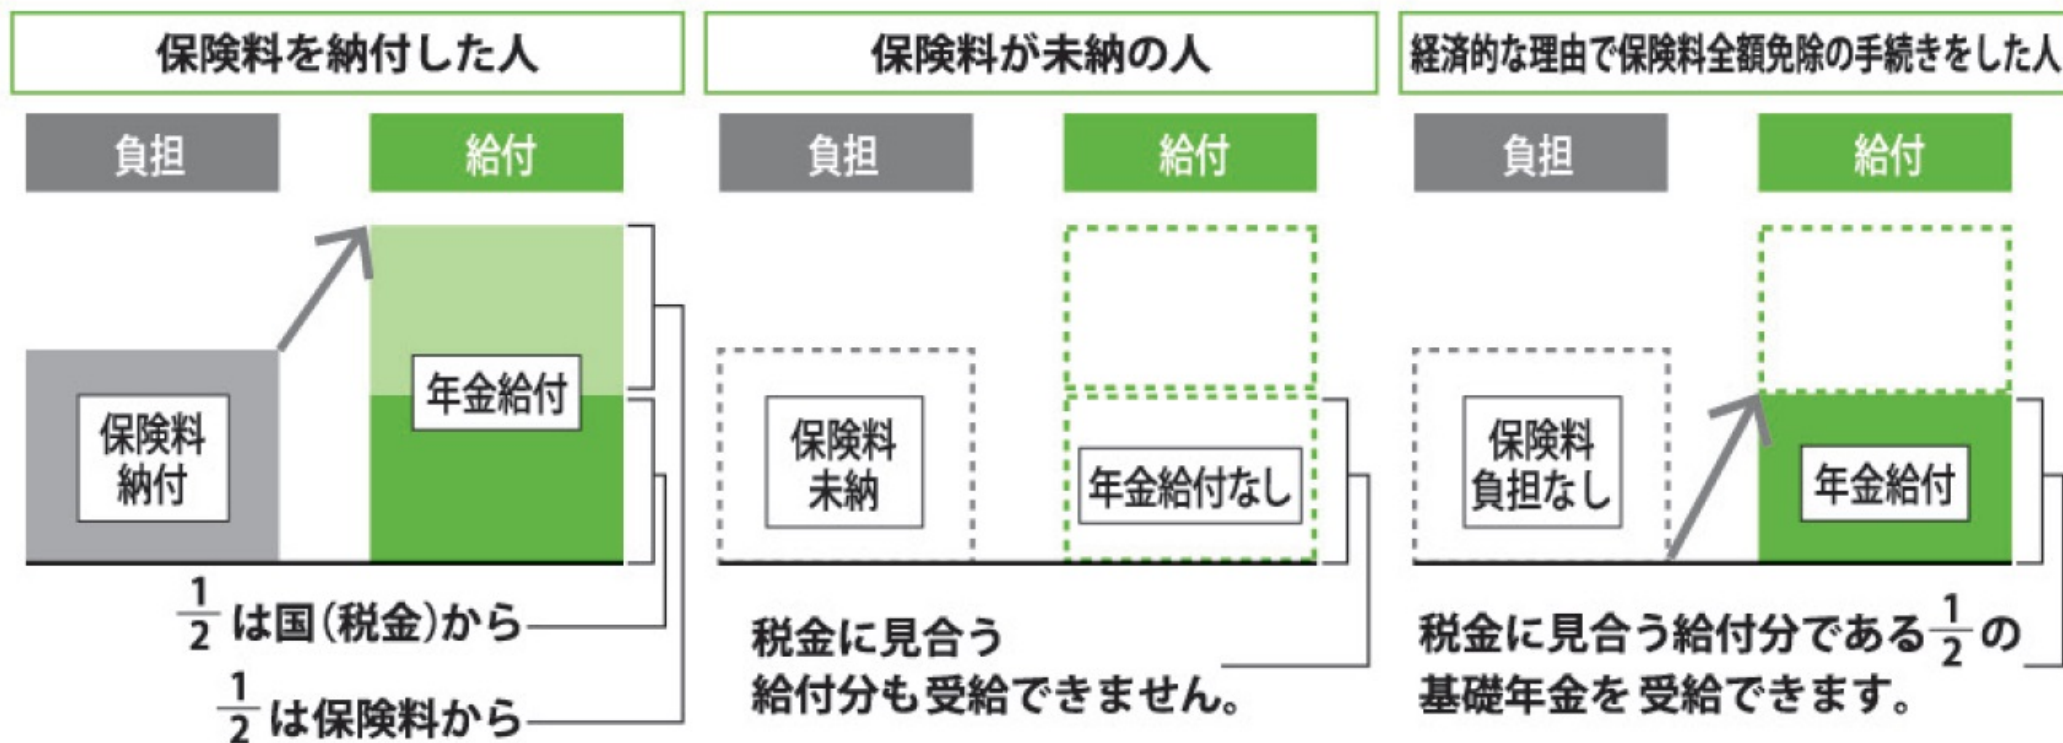 保険料を納付した人
負担
給付
保険料
納付
年金給付
1/2は国(税金)から
1/2は保険料から
保険料が未納の人
負担
給付
保険料
未納
年金給付なし
税金に見合う
給付分も受給できません。
経済的な理由で保険料全額免除の手続きをした人
負担
給付
保険料
負担なし
年金給付
税金に見合う給付分である1/2の
基礎年金を受給できます。